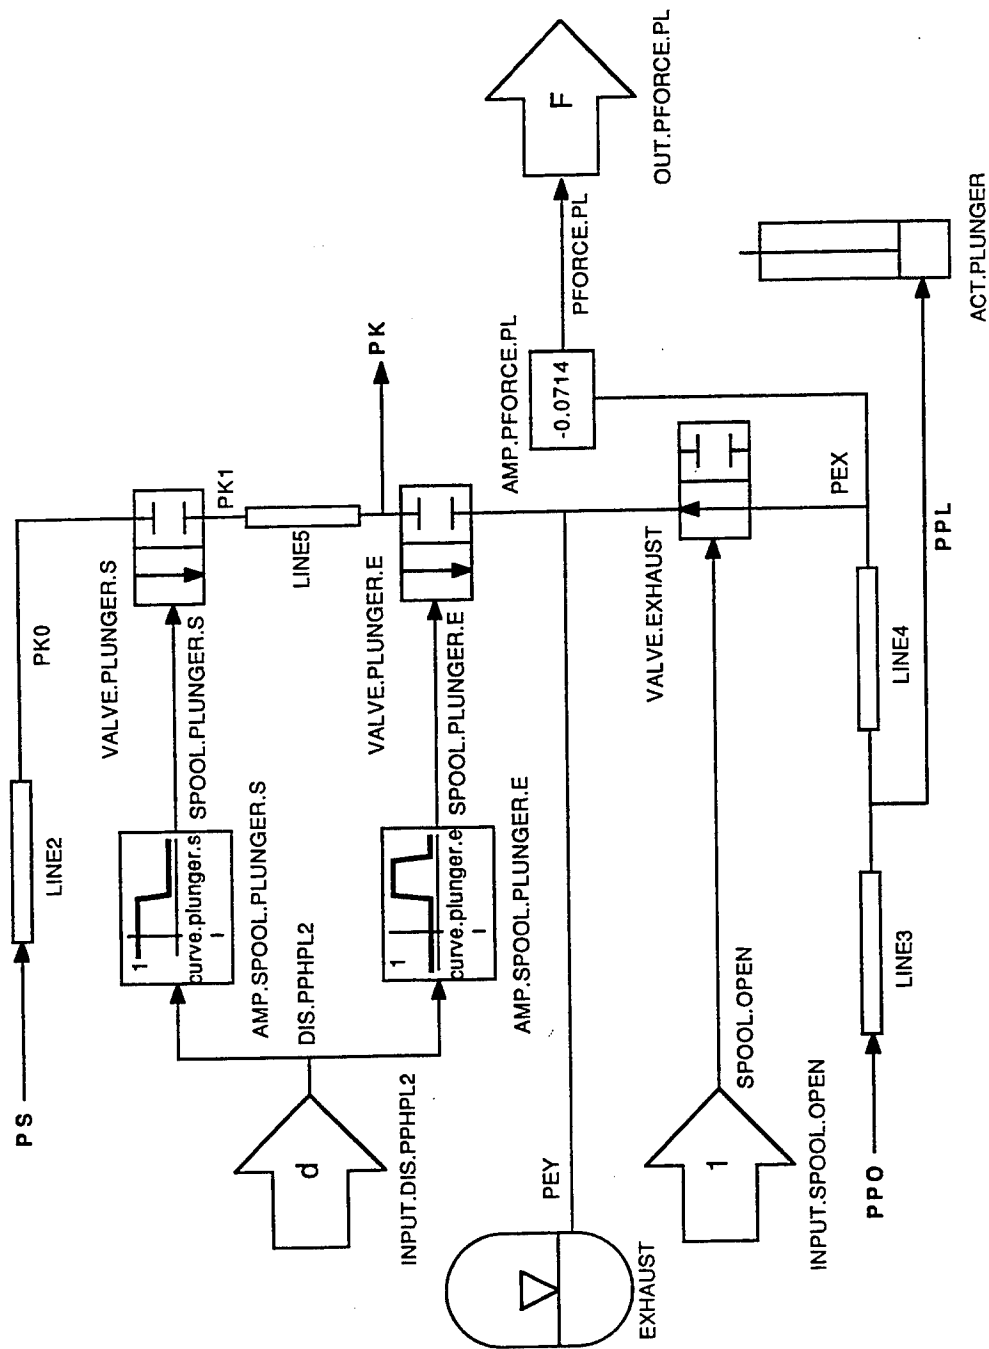 PS
LINE2
PK0
1
curve.plunger.s
1
AMP.SPOOL.PLUNGER.S
SPOOL.PLUNGER.S
VALVE.PLUNGER.S
PK1
LINE5
PK
d
INPUT.DIS.PPHPL2
DIS.PPHPL2
1
curve.plunger.e
1
AMP.SPOOL.PLUNGER.E
SPOOL.PLUNGER.E
VALVE.PLUNGER.E
AMP.PFORCE.PL
-0.0714
PFORCE.PL
F
OUT.PFORCE.PL
PEY
EXHAUST
1
INPUT.SPOOL.OPEN
SPOOL.OPEN
VALVE.EXHAUST
PEX
PPO
LINE3
LINE4
PPL
ACT.PLUNGER